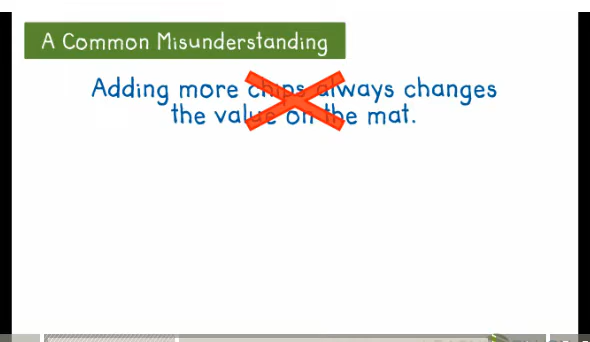 A Common Misunderstanding
Adding more chips always changes
the value on the mat.